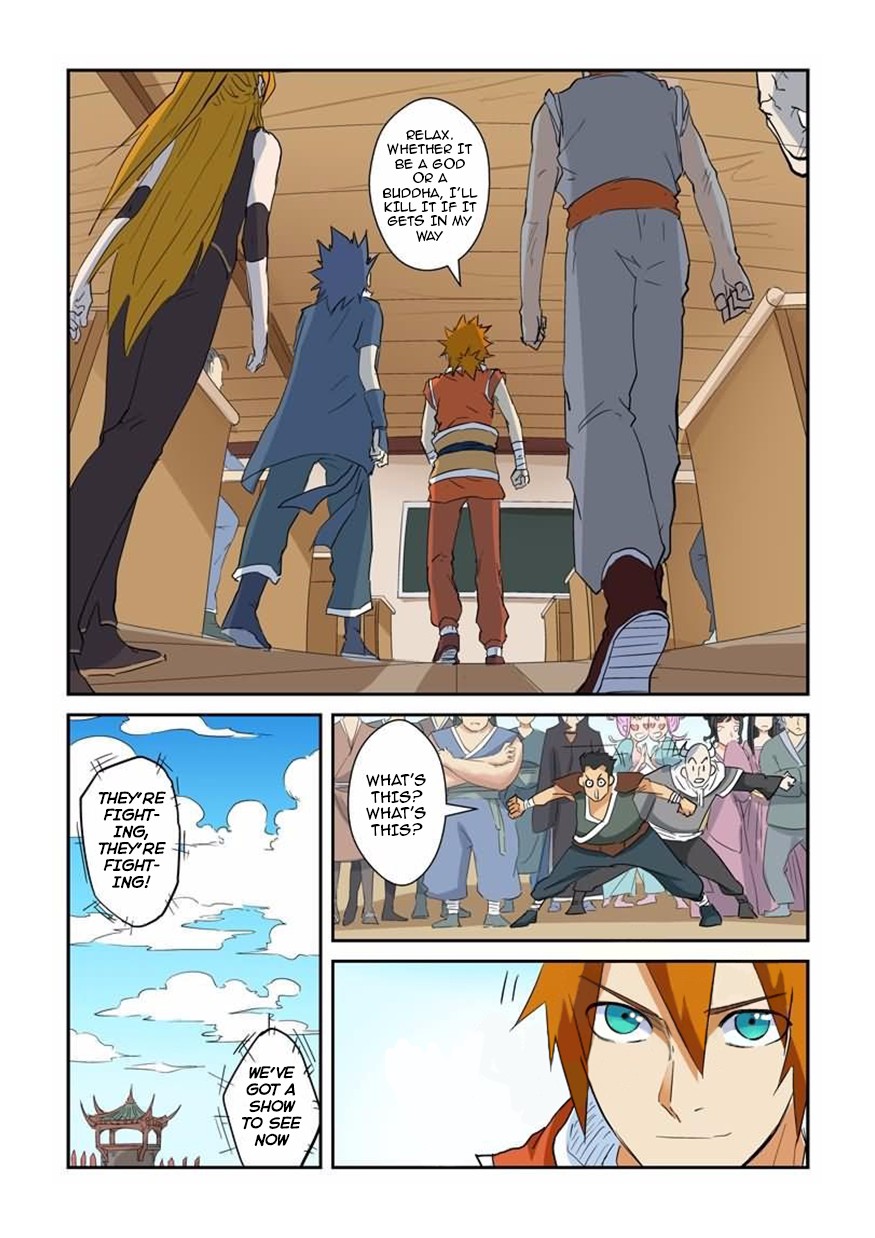 RELAX.
WHETHER IT
BE A GOD
OR A
BUDDHA, I'LL
KILL IT IF IT
GETS IN MY
WAY
THEY'RE
FIGHT-
ING,
THEY'RE
FIGHT-
ING!
WE'VE
GOT A
SHOW
TO SEE
NOW
WHAT'S
THIS?
WHAT'S
THIS?